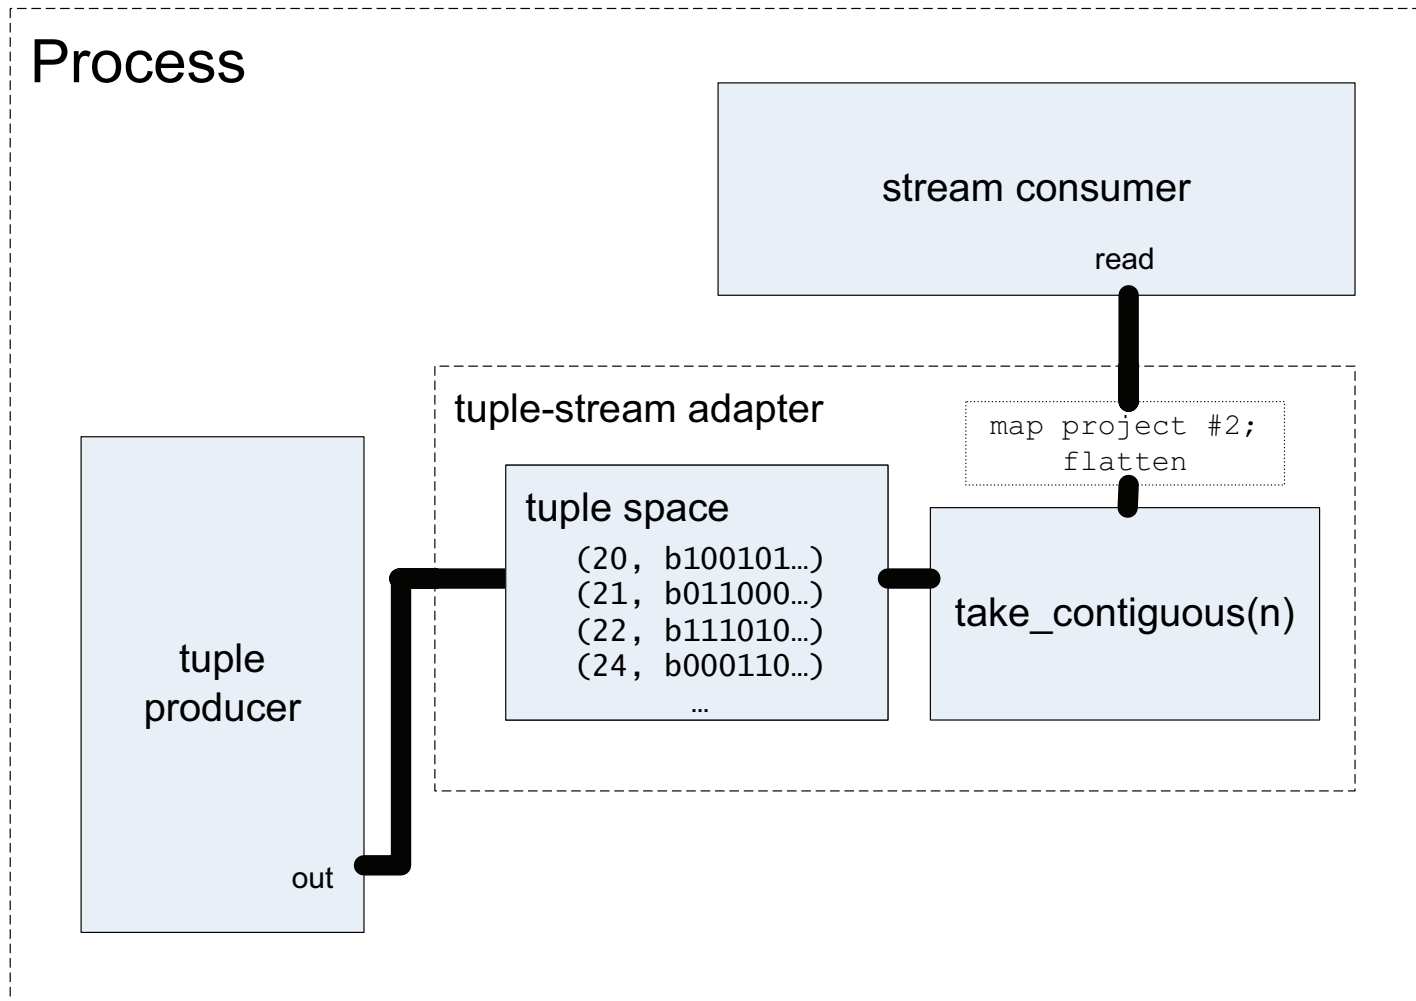 Process
stream consumer
read
tuple-stream adapter
map project #2;
flatten
tuple space
(20, b100101…)
(21, b011000…)
(22, b111010…)
(24, b000110…)
…
take_contiguous(n)
tuple
producer
out